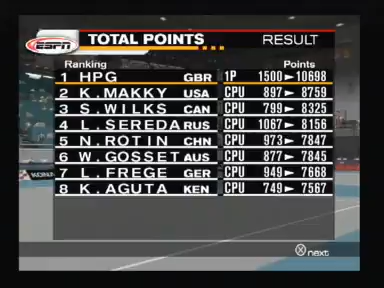 ESPN TOTAL POINTS RESULT
Ranking Points
1 HPG GBR 1P 1500►10698
2 K.MAKKY USA CPU 897►8759
3 S.WILKS CAN CPU 799►8325
4 L.SEREDA RUS CPU 1067►8156
5 N.ROTIN CHN CPU 973►7847
6 W.GOSSET AUS CPU 877►7845
7 L.FREGE GER CPU 949►7668
8 K.AGUTA KEN CPU 749►7567
KONAMI
Ⓧ next